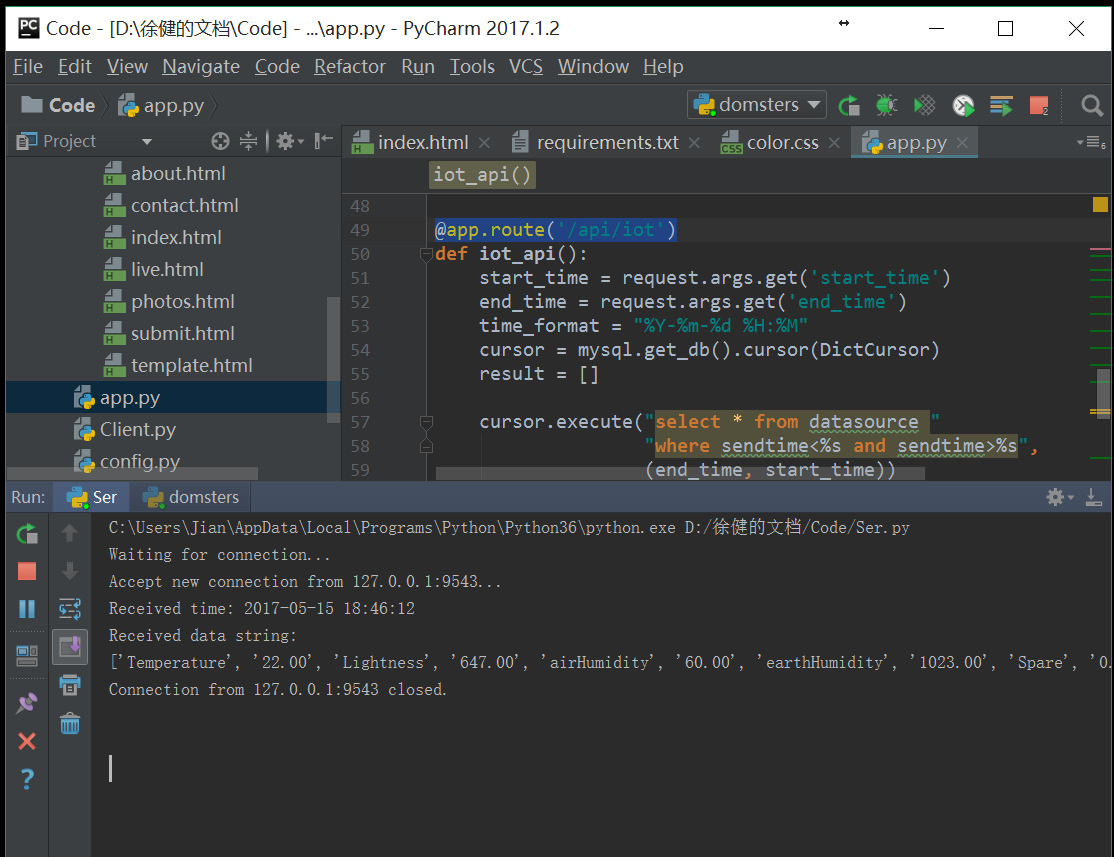 PC Code - [D:\徐健的文档\Code] - ...\app.py - PyCharm 2017.1.2
File Edit View Navigate Code Refactor Run Tools VCS Window Help
Code app.py domsters 2
Project index.html requirements.txt color.css app.py 6
iot_api()
about.html
contact.html
index.html
live.html
photos.html
submit.html
template.html
app.py
Client.py
config.py
48
49 @app.route('/api/iot')
50 def iot_api():
51 start_time = request.args.get('start_time')
52 end_time = request.args.get('end_time')
53 time_format = "%Y-%m-%d %H:%M"
54 cursor = mysql.get_db().cursor(DictCursor)
55 result = []
56
57 cursor.execute("select * from datasource "
58 "where sendtime<%s and sendtime>%s",
59 (end_time, start_time))
Run: Ser domsters
C:\Users\Jian\AppData\Local\Programs\Python\Python36\python.exe D:/徐健的文档/Code/Ser.py
Waiting for connection...
Accept new connection from 127.0.0.1:9543...
Received time: 2017-05-15 18:46:12
Received data string:
['Temperature', '22.00', 'Lightness', '647.00', 'airHumidity', '60.00', 'earthHumidity', '1023.00', 'Spare', '0.
Connection from 127.0.0.1:9543 closed.